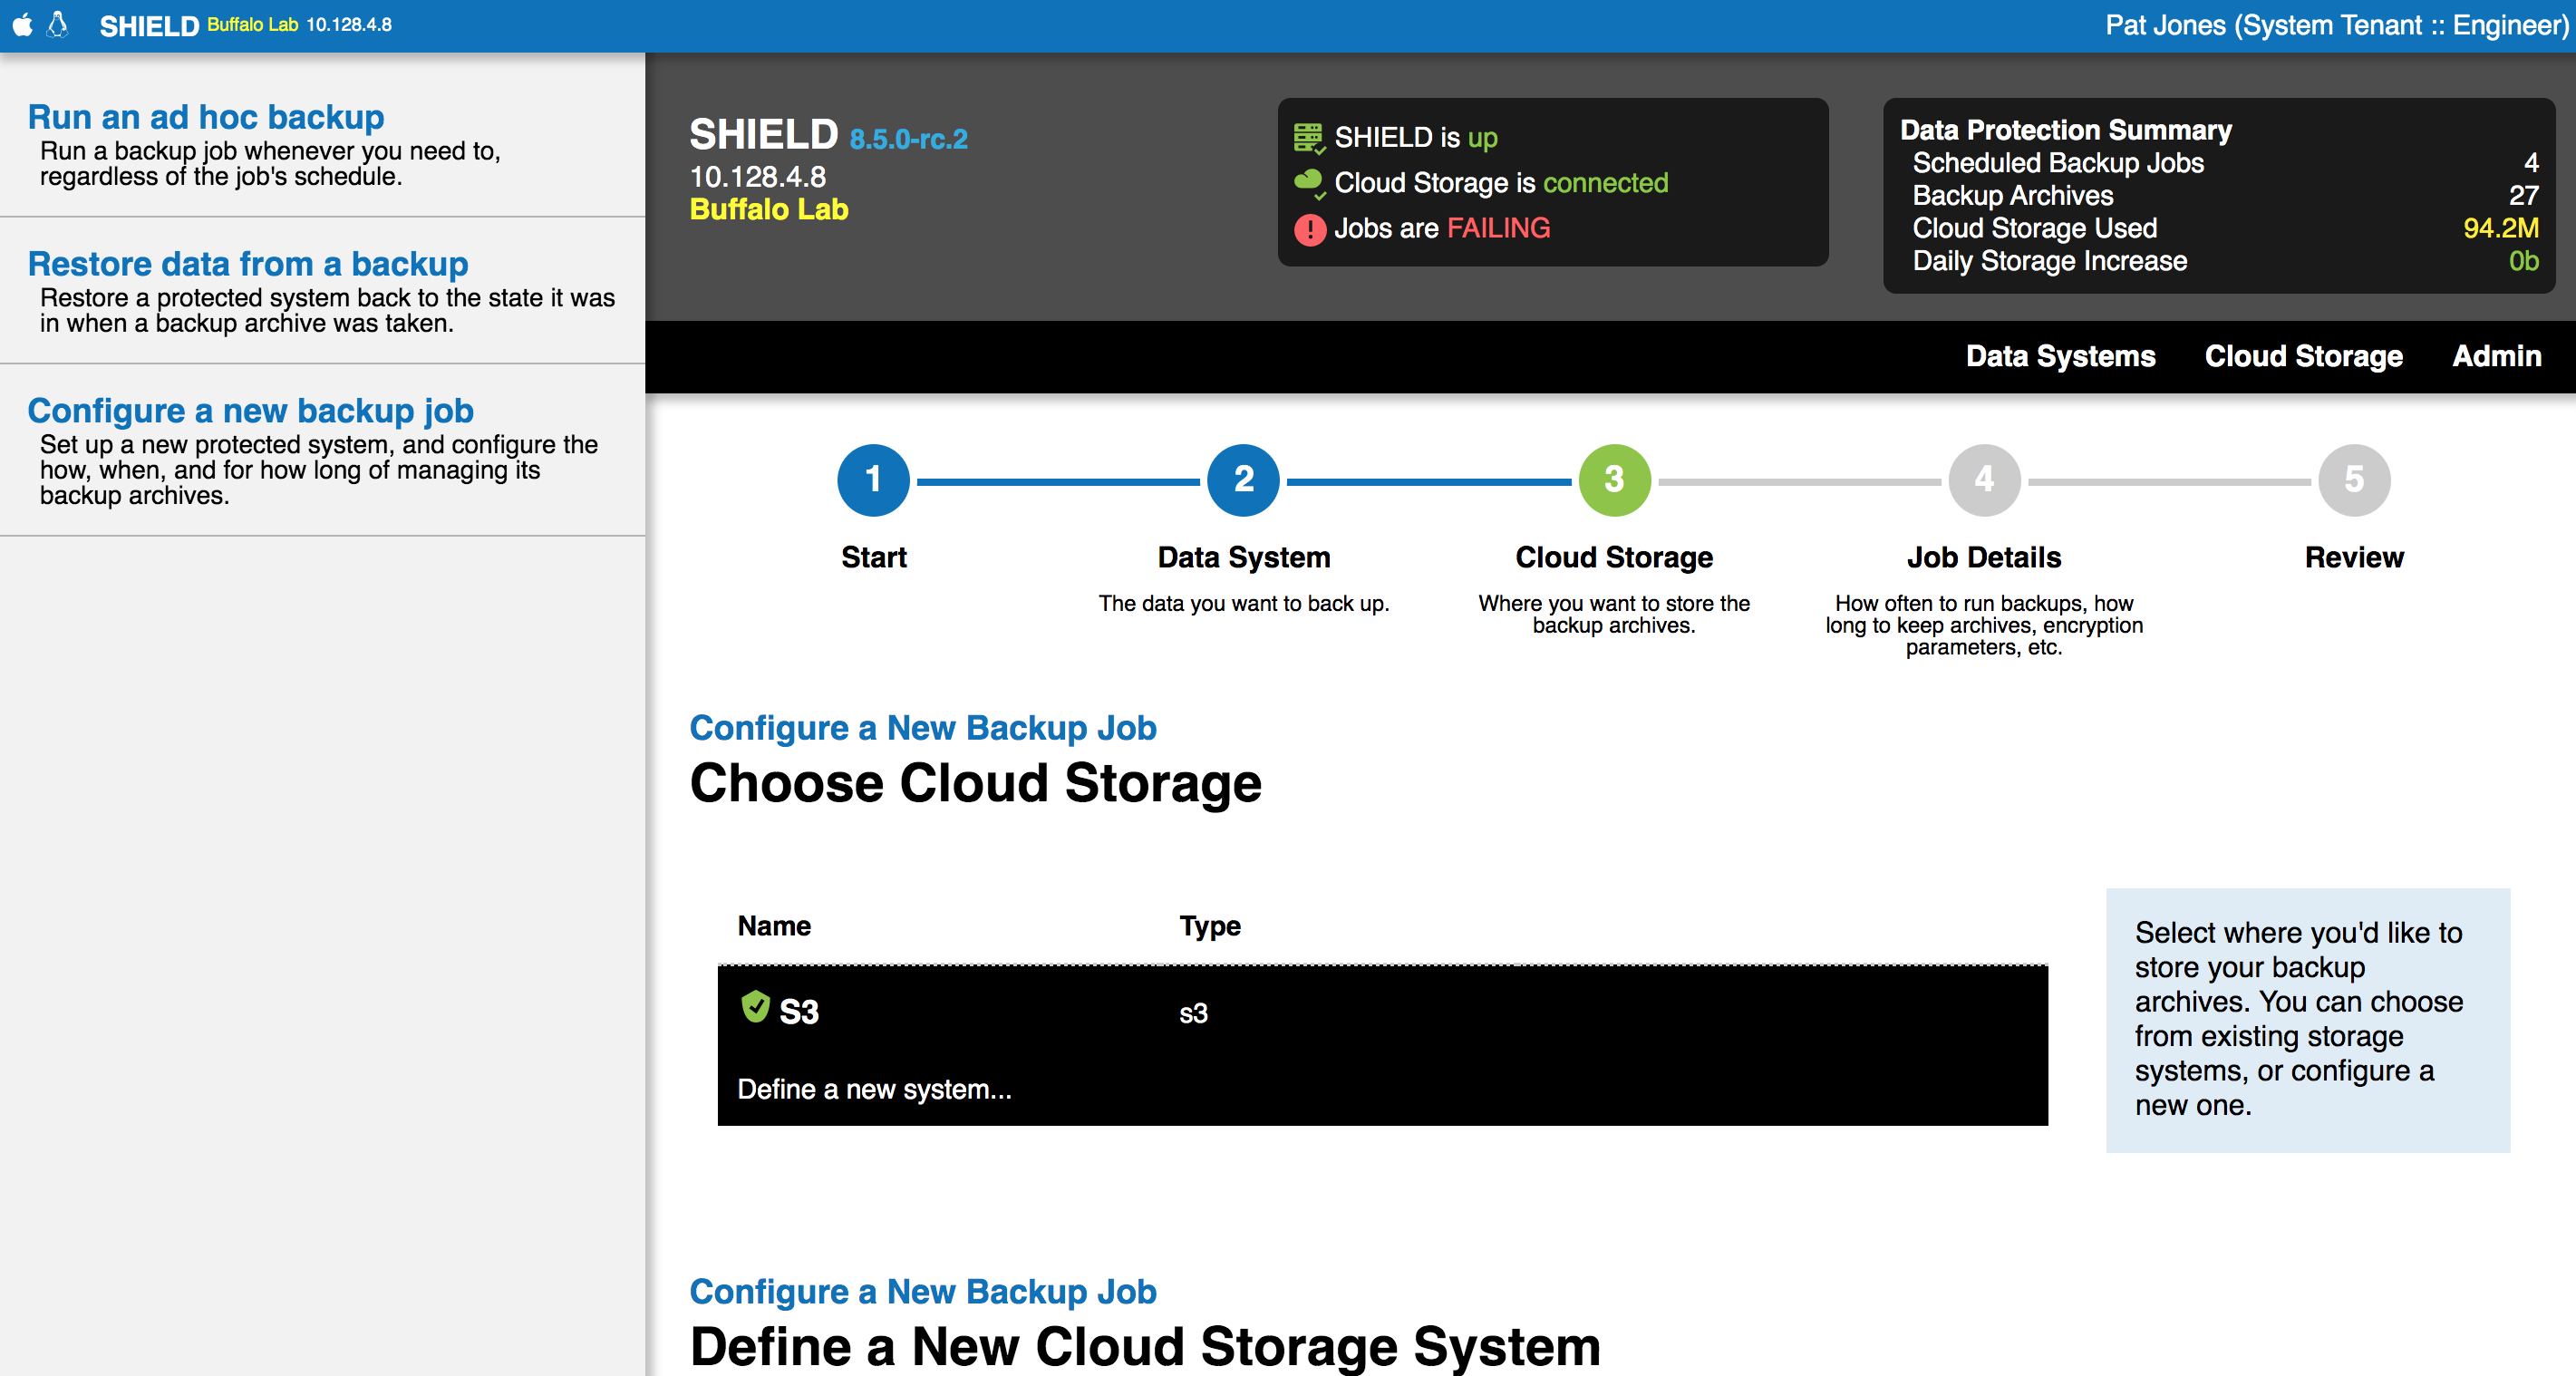 SHIELD Buffalo Lab 10.128.4.8
Pat Jones (System Tenant :: Engineer)
Run an ad hoc backup
Run a backup job whenever you need to,
regardless of the job's schedule.
Restore data from a backup
Restore a protected system back to the state it was
in when a backup archive was taken.
Configure a new backup job
Set up a new protected system, and configure the
how, when, and for how long of managing its
backup archives.
SHIELD 8.5.0-rc.2
10.128.4.8
Buffalo Lab
SHIELD is up
Cloud Storage is connected
Jobs are FAILING
Data Protection Summary
Scheduled Backup Jobs 4
Backup Archives 27
Cloud Storage Used 94.2M
Daily Storage Increase 0b
Data Systems Cloud Storage Admin
1
Start
2
Data System
The data you want to back up.
3
Cloud Storage
Where you want to store the
backup archives.
4
Job Details
How often to run backups, how
long to keep archives, encryption
parameters, etc.
5
Review
Configure a New Backup Job
Choose Cloud Storage
Name Type
S3 s3
Define a new system...
Select where you'd like to
store your backup
archives. You can choose
from existing storage
systems, or configure a
new one.
Configure a New Backup Job
Define a New Cloud Storage System